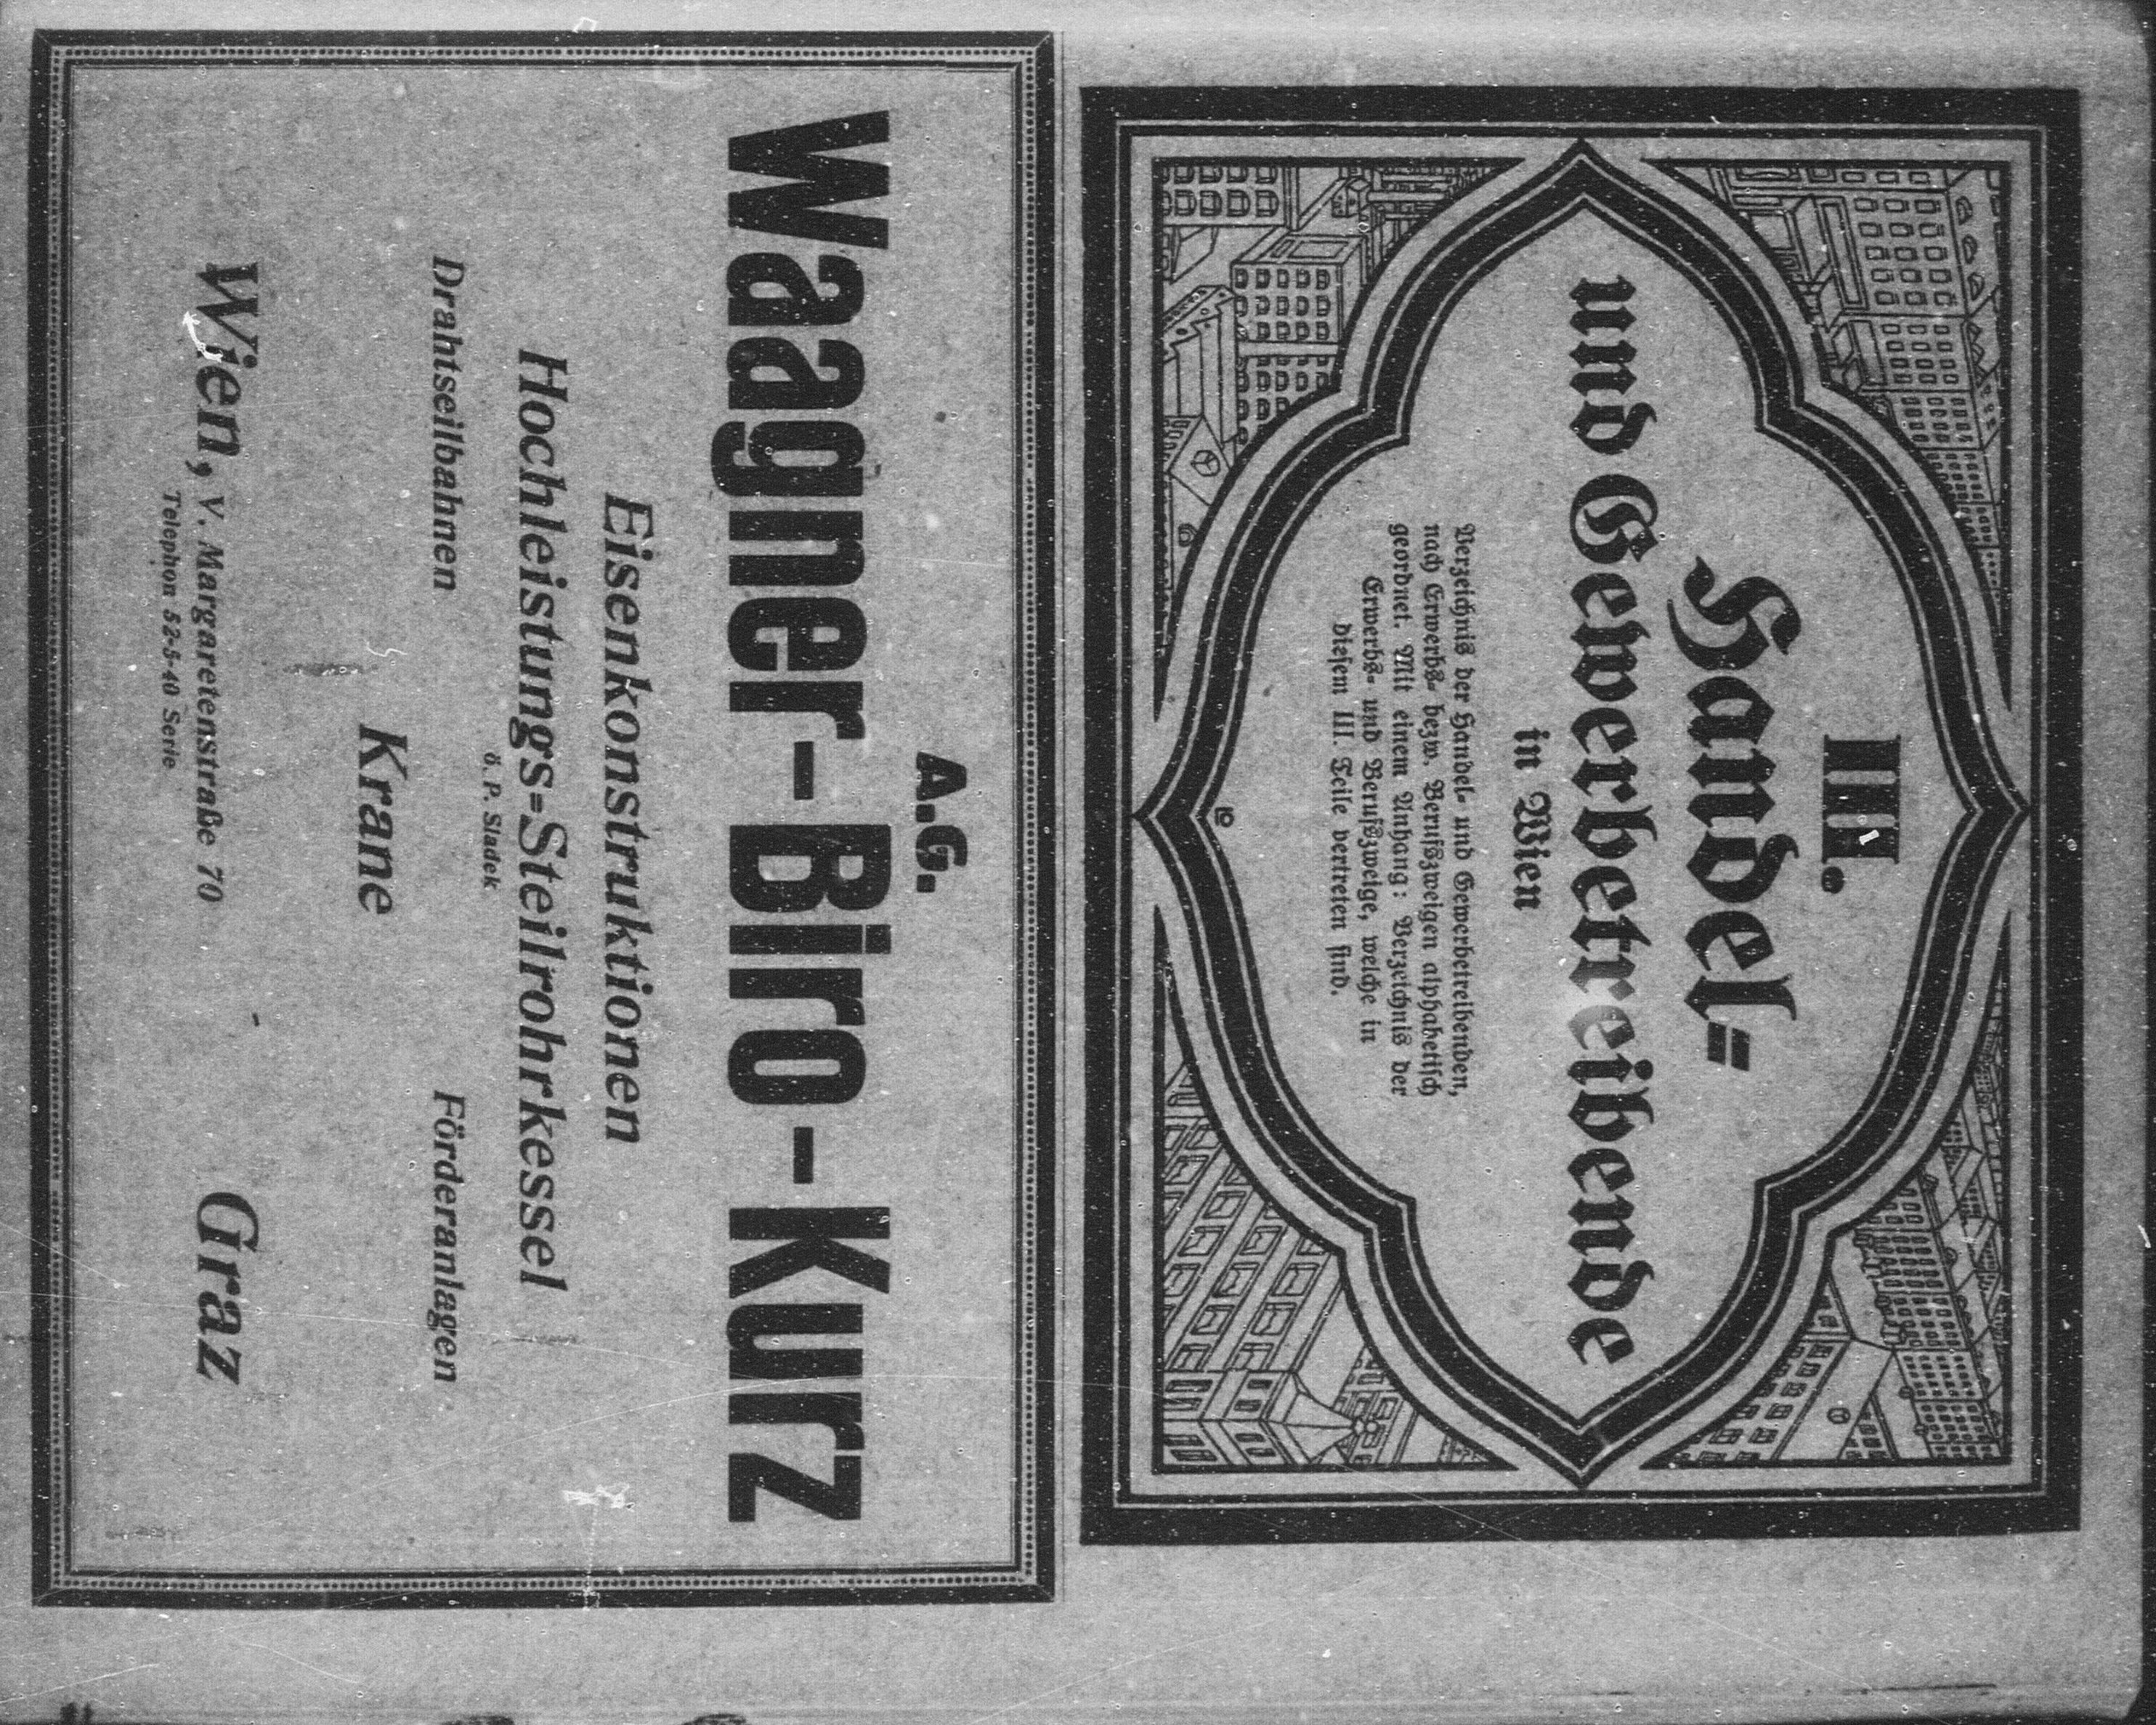 III.
Handel-
und Gewerbetreibende
in Wien
Verzeichnis der Handel- und Gewerbetreibenden,
nach Erwerbs- bezw. Berufszweigen alphabetisch
geordnet. Mit einem Anhang: Verzeichnis der
Erwerbs- und Berufszweige, welche in
diesem III. Teile vertreten sind.
A.G.
Waagner-Biro-Kurz
Eisenkonstruktionen
Hochleistungs-Steilrohrkessel
ö. P. Sladek
Drahtseilbahnen Förderanlagen
Krane
Wien, V. Margaretenstraße 70 Graz
Telephon 52-5-40 Serie